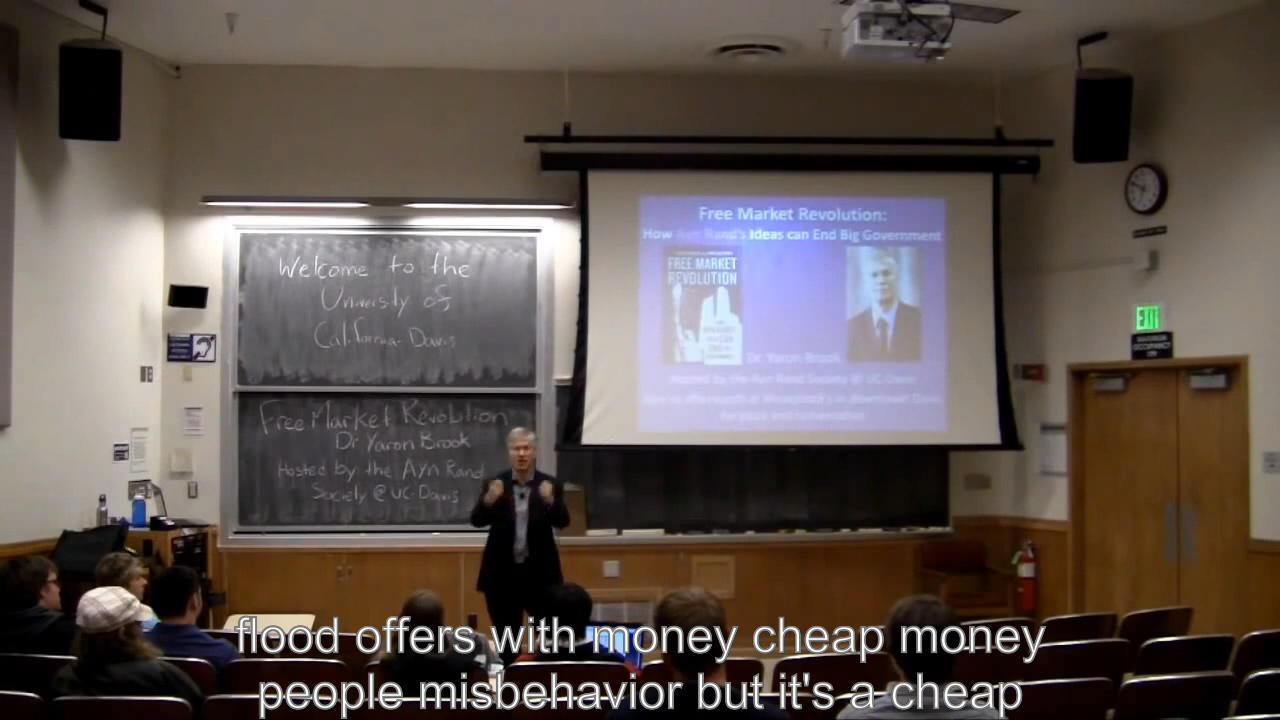 Welcome to the
University of
California-Davis
Free Market Revolution
Dr Yaron Brook
Hosted by the Ayn Rand
Society @ UC-Davis
Free Market Revolution:
How Ayn Rand's Ideas can End Big Government
FREE MARKET
REVOLUTION
Dr. Yaron Brook
Hosted by the Ayn Rand Society @ UC Davis
EXIT
flood offers with money cheap money
people misbehavior but it's a cheap